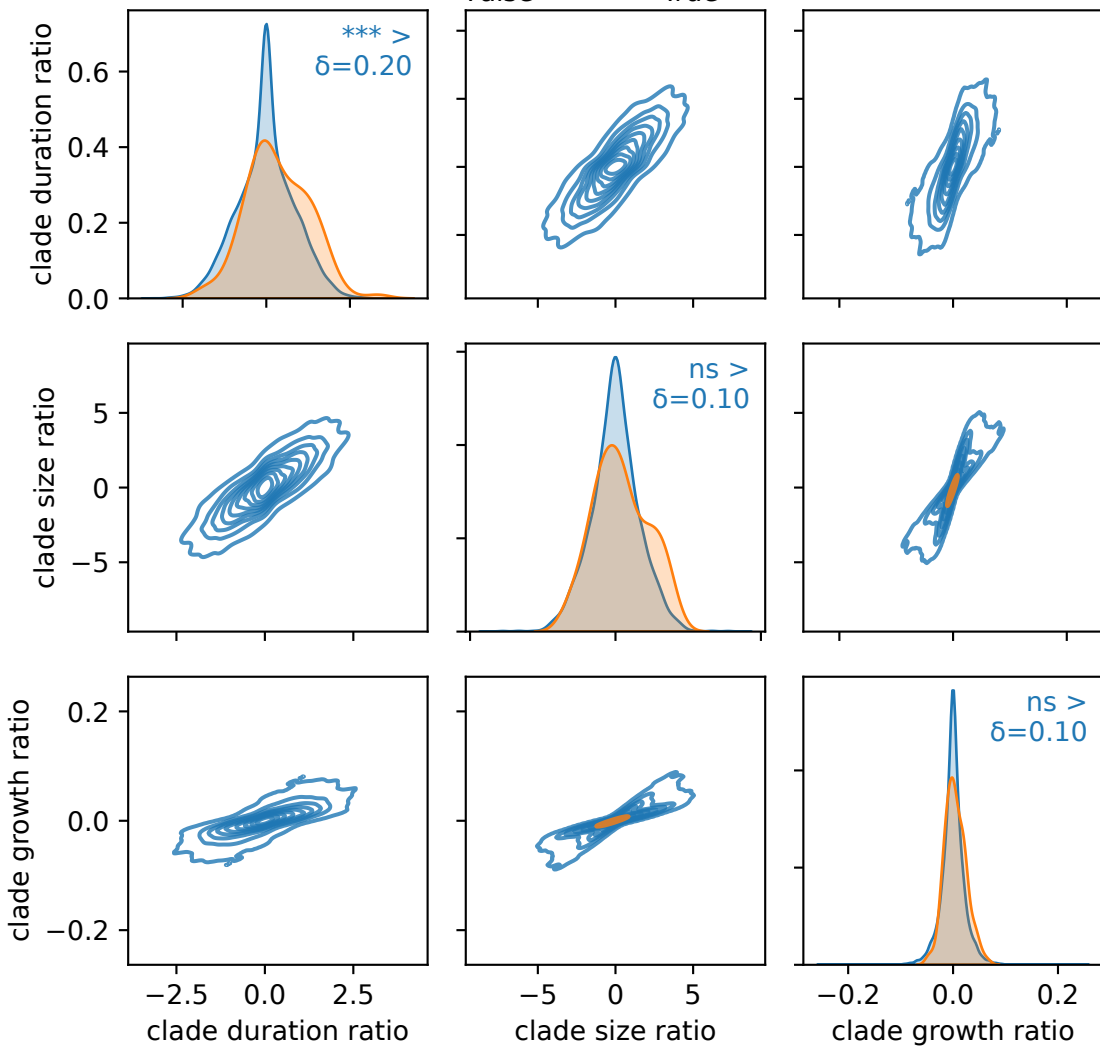 clade duration ratio
0.6
0.4
0.2
0.0
*** >
δ=0.20
clade size ratio
5
0
−5
ns >
δ=0.10
clade growth ratio
0.2
0.0
−0.2
ns >
δ=0.10
−2.5 0.0 2.5
−5 0 5
−0.2 0.0 0.2
clade duration ratio
clade size ratio
clade growth ratio